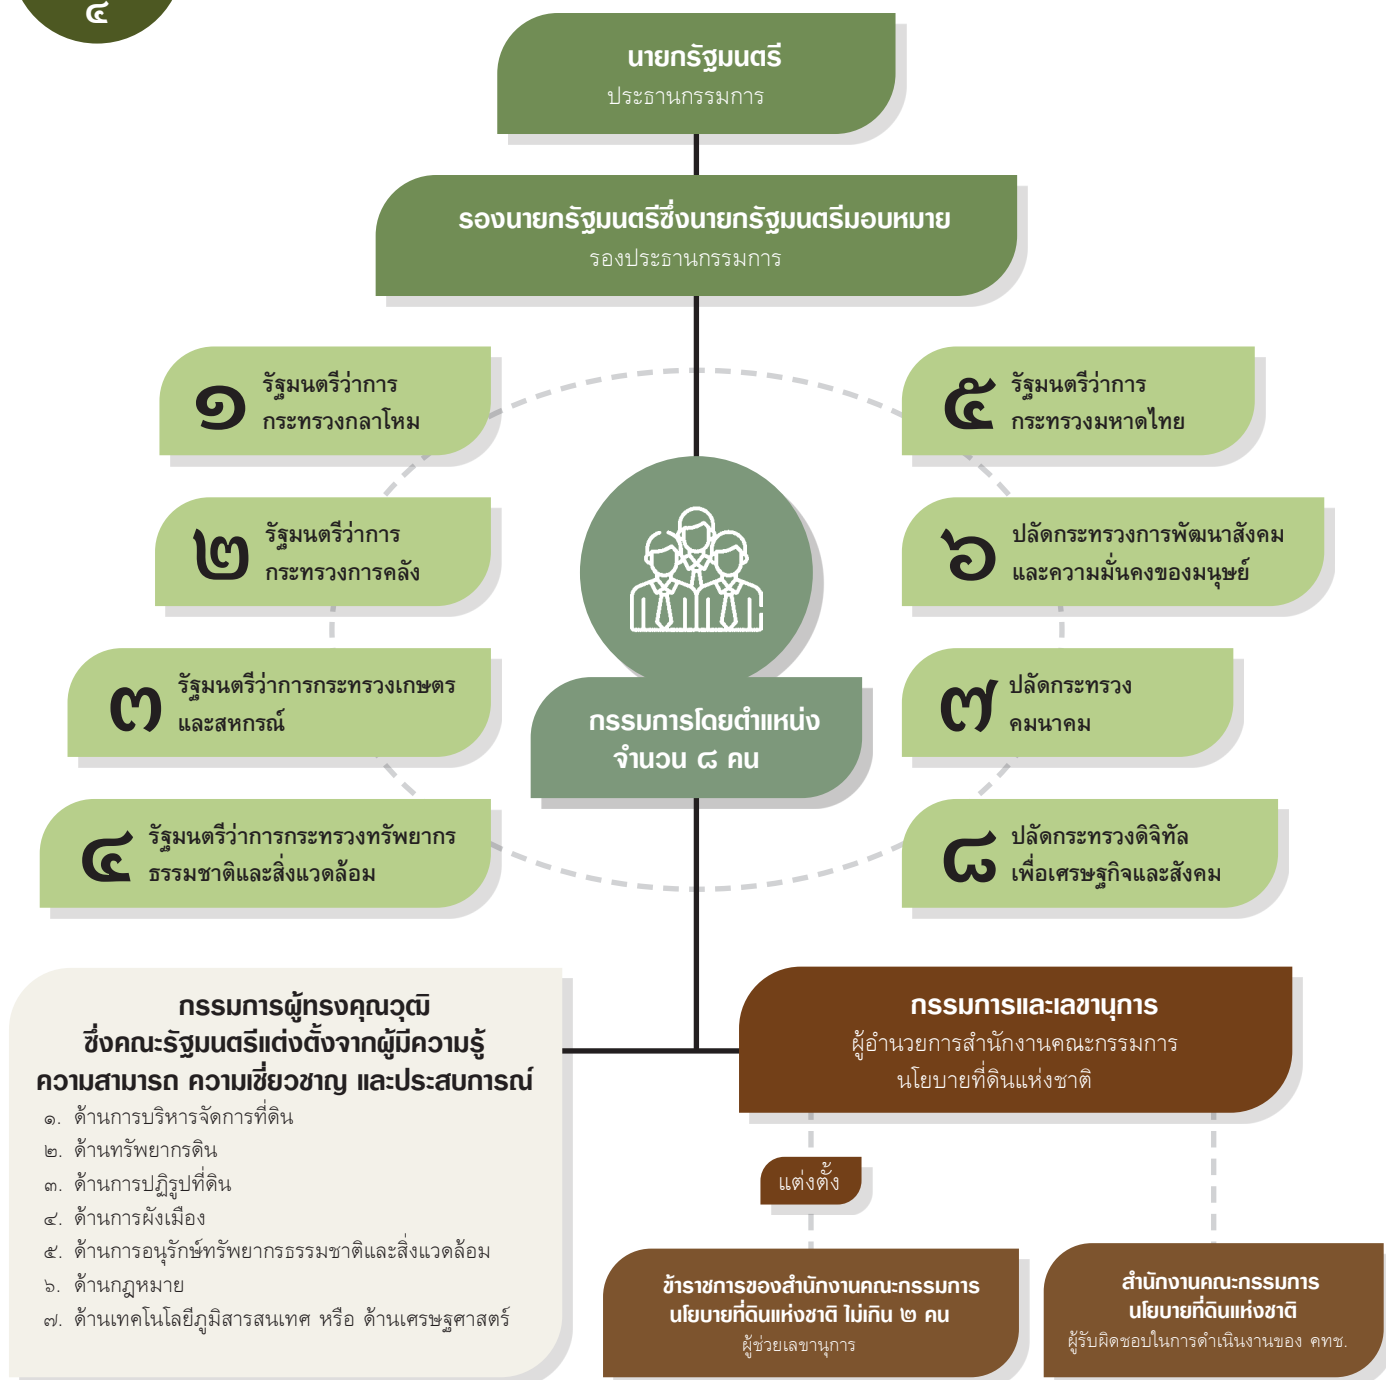 ๔
นายกรัฐมนตรี
ประธานกรรมการ
รองนายกรัฐมนตรีซึ่งนายกรัฐมนตรีมอบหมาย
รองประธานกรรมการ
๑
รัฐมนตรีว่าการ
กระทรวงกลาโหม
๒
รัฐมนตรีว่าการ
กระทรวงการคลัง
๓
รัฐมนตรีว่าการกระทรวงเกษตร
และสหกรณ์
๔
รัฐมนตรีว่าการกระทรวงทรัพยากร
ธรรมชาติและสิ่งแวดล้อม
๕
รัฐมนตรีว่าการ
กระทรวงมหาดไทย
๖
ปลัดกระทรวงการพัฒนาสังคม
และความมั่นคงของมนุษย์
๗
ปลัดกระทรวง
คมนาคม
๘
ปลัดกระทรวงดิจิทัล
เพื่อเศรษฐกิจและสังคม
กรรมการโดยตำแหน่ง
จำนวน ๘ คน
กรรมการผู้ทรงคุณวุฒิ
ซึ่งคณะรัฐมนตรีแต่งตั้งจากผู้มีความรู้
ความสามารถ ความเชี่ยวชาญ และประสบการณ์
๑. ด้านการบริหารจัดการที่ดิน
๒. ด้านทรัพยากรดิน
๓. ด้านการปฏิรูปที่ดิน
๔. ด้านการผังเมือง
๕. ด้านการอนุรักษ์ทรัพยากรธรรมชาติและสิ่งแวดล้อม
๖. ด้านกฎหมาย
๗. ด้านเทคโนโลยีภูมิสารสนเทศ หรือ ด้านเศรษฐศาสตร์
กรรมการและเลขานุการ
ผู้อำนวยการสำนักงานคณะกรรมการ
นโยบายที่ดินแห่งชาติ
แต่งตั้ง
ข้าราชการของสำนักงานคณะกรรมการ
นโยบายที่ดินแห่งชาติ ไม่เกิน ๒ คน
ผู้ช่วยเลขานุการ
สำนักงานคณะกรรมการ
นโยบายที่ดินแห่งชาติ
ผู้รับผิดชอบในการดำเนินงานของ คทช.